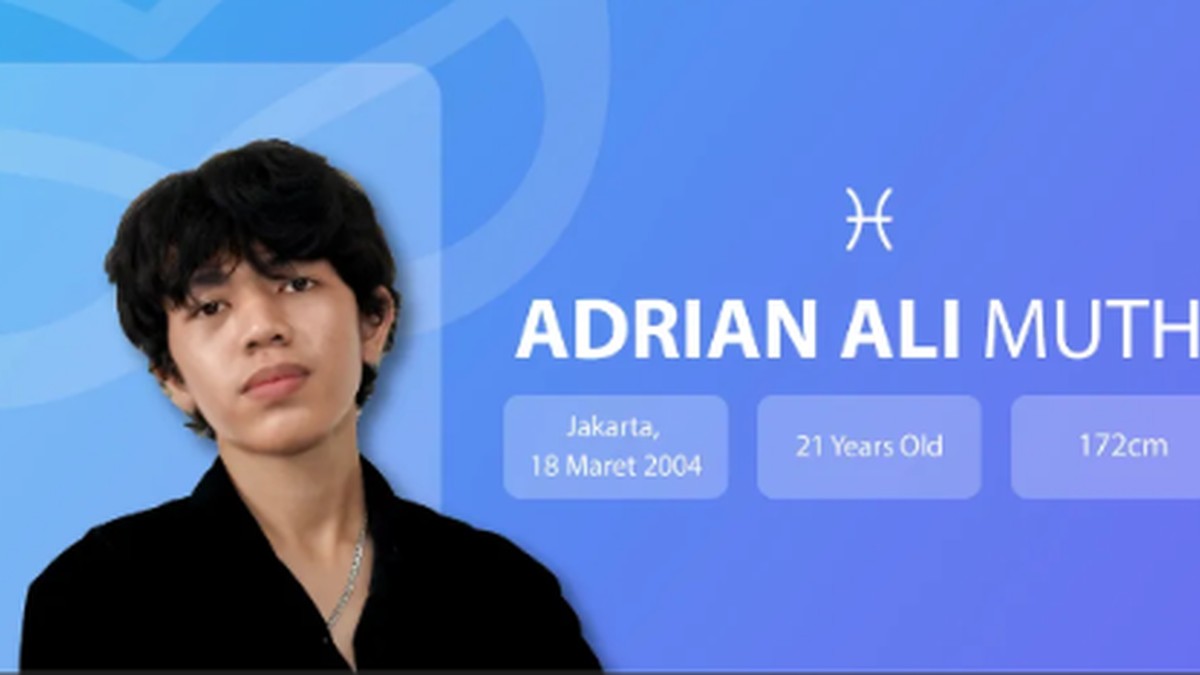 ADRIAN ALI MUTH
Jakarta,
18 Maret 2004
21 Years Old
172cm